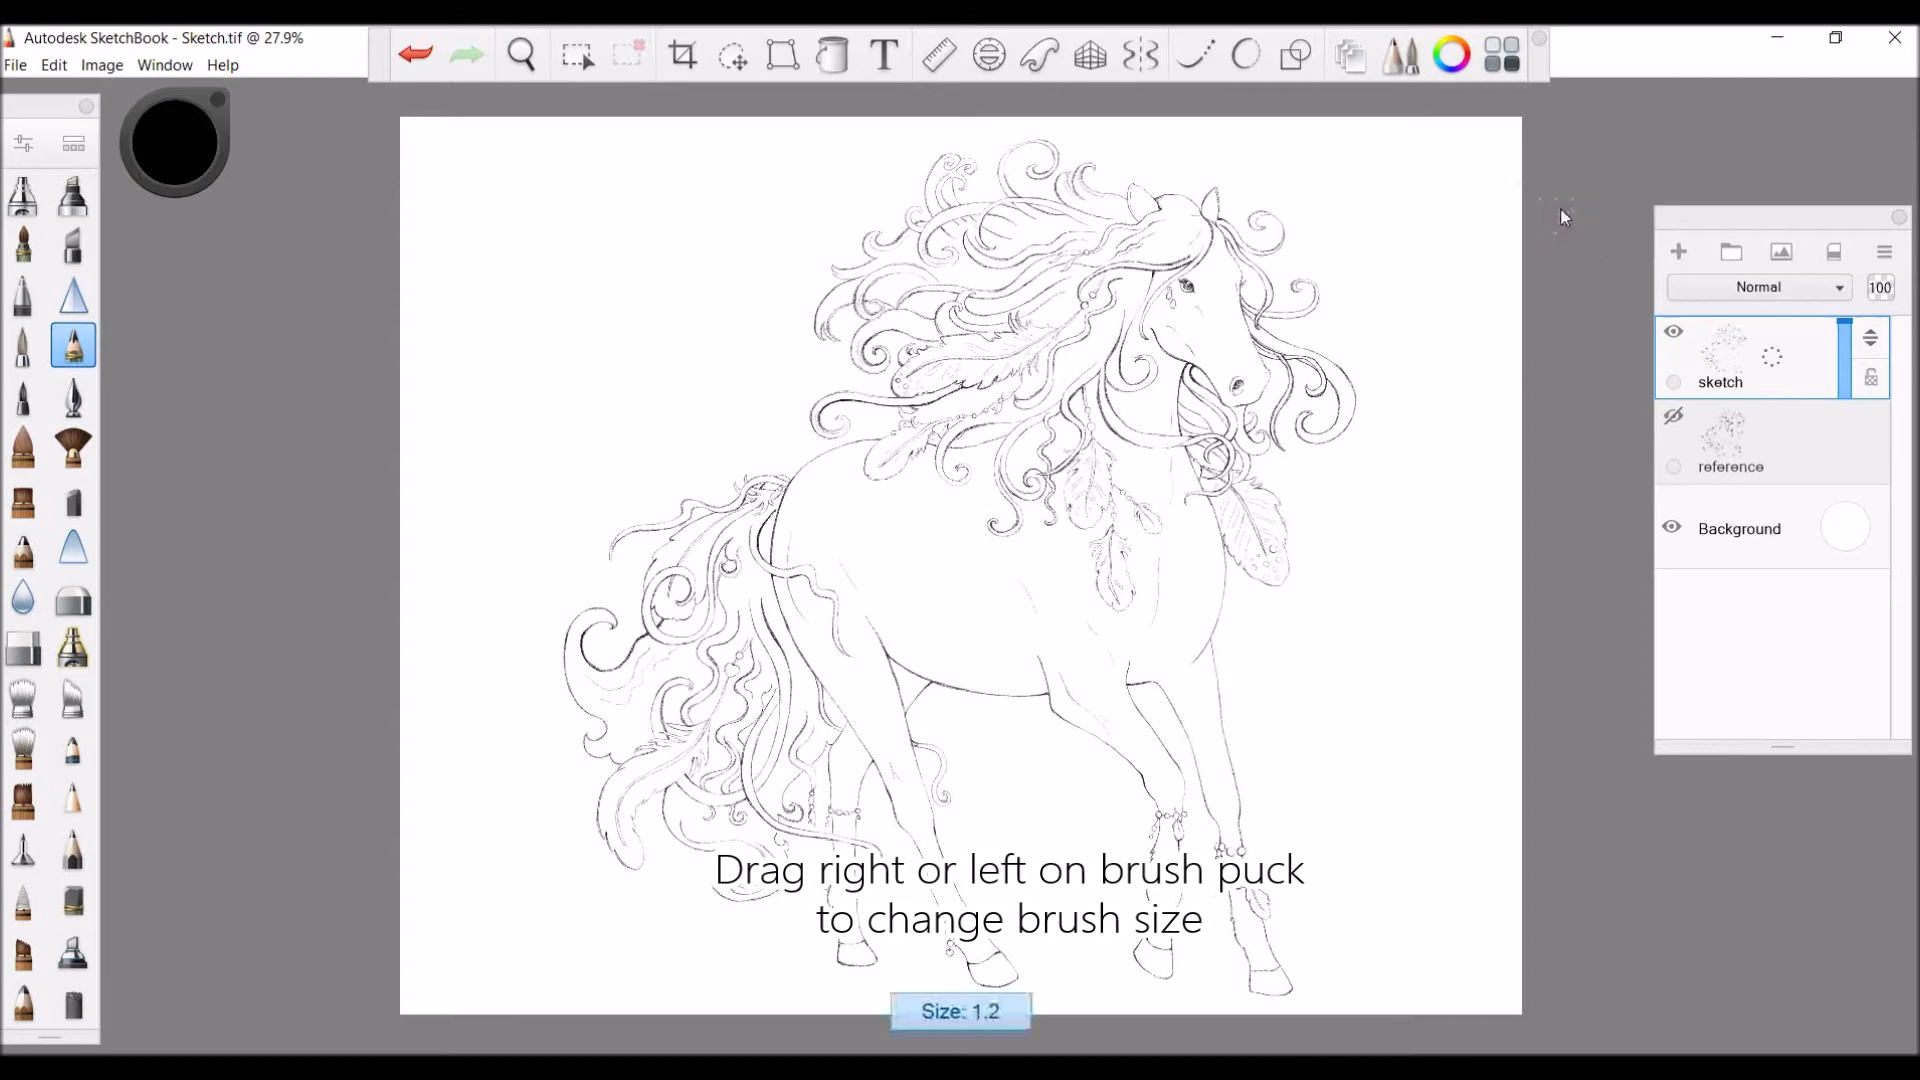 Autodesk SketchBook - Sketch.tif @ 27.9%
File Edit Image Window Help
T
Normal 100
sketch
reference
Background
Drag right or left on brush puck
to change brush size
Size: 1.2